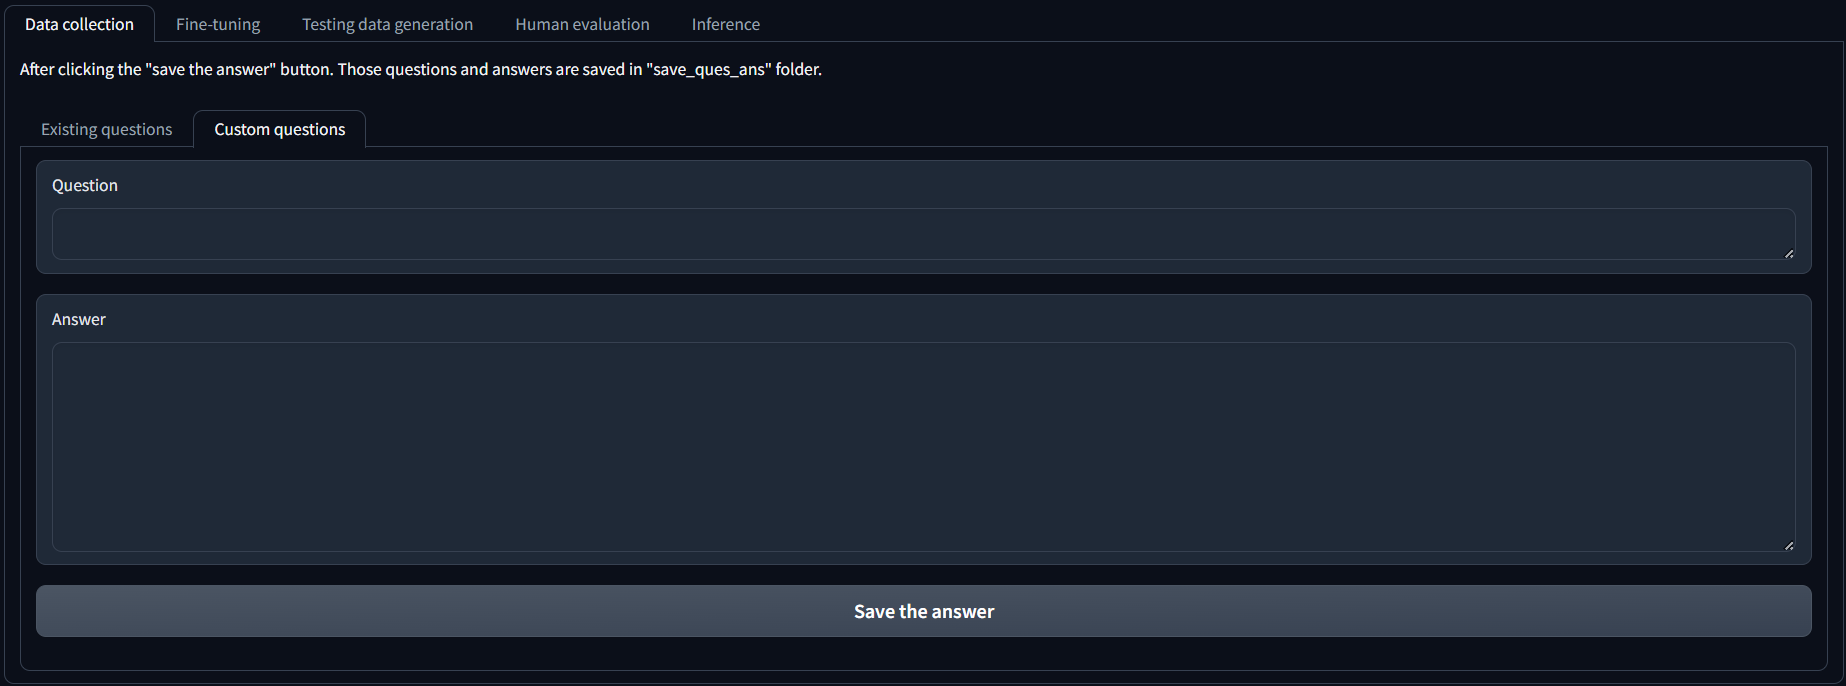 Data collection Fine-tuning Testing data generation Human evaluation Inference
After clicking the "save the answer" button. Those questions and answers are saved in "save_ques_ans" folder.
Existing questions Custom questions
Question
Answer
Save the answer